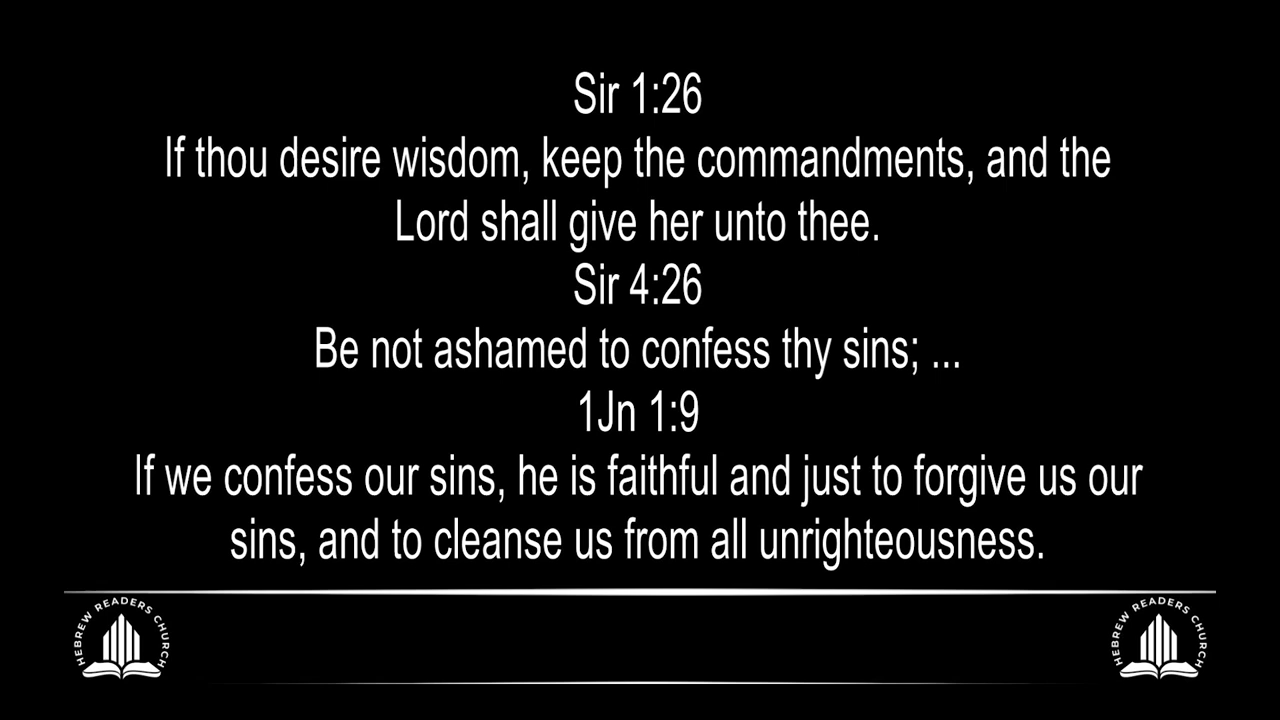 Sir 1:26
If thou desire wisdom, keep the commandments, and the
Lord shall give her unto thee.
Sir 4:26
Be not ashamed to confess thy sins; ...
1Jn 1:9
If we confess our sins, he is faithful and just to forgive us our
sins, and to cleanse us from all unrighteousness.
HEBREW READERS CHURCH
HEBREW READERS CHURCH